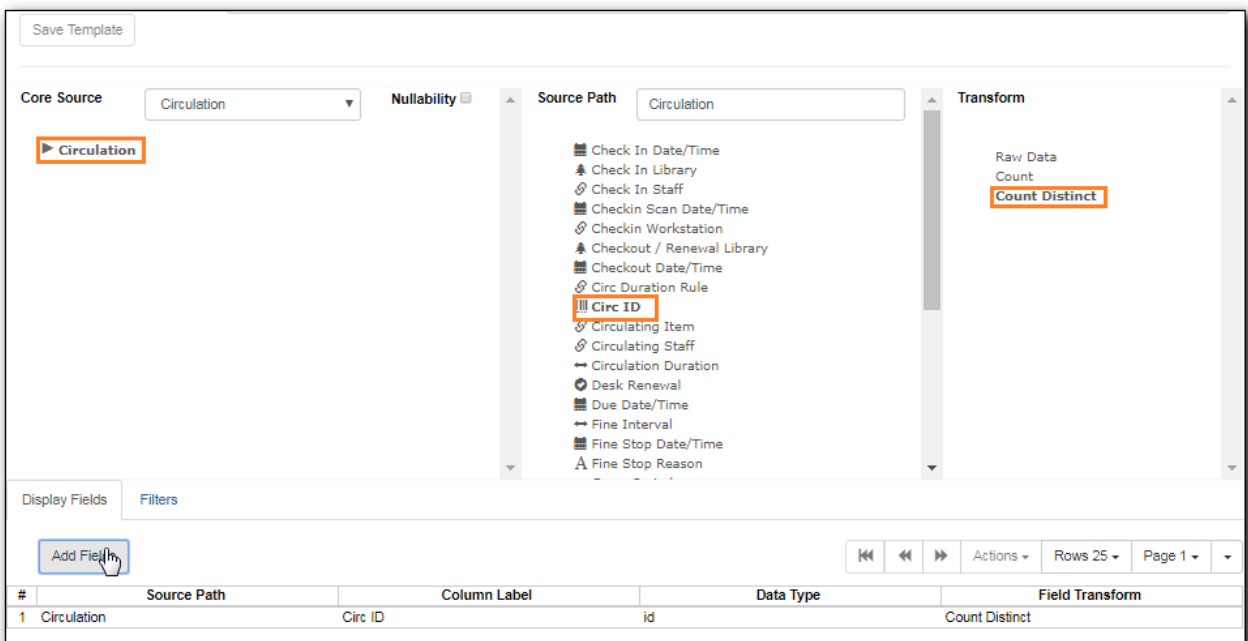 Save Template
Core Source
Circulation
Nullability
Source Path
Circulation
Transform
Circulation
Check In Date/Time
Check In Library
Check In Staff
Checkin Scan Date/Time
Checkin Workstation
Checkout / Renewal Library
Checkout Date/Time
Circ Duration Rule
Circ ID
Circulating Item
Circulating Staff
Circulation Duration
Desk Renewal
Due Date/Time
Fine Interval
Fine Stop Date/Time
Fine Stop Reason
Raw Data
Count
Count Distinct
Display Fields Filters
Add Fields
Actions Rows 25 Page 1
# Source Path Column Label Data Type Field Transform
1 Circulation Circ ID id Count Distinct